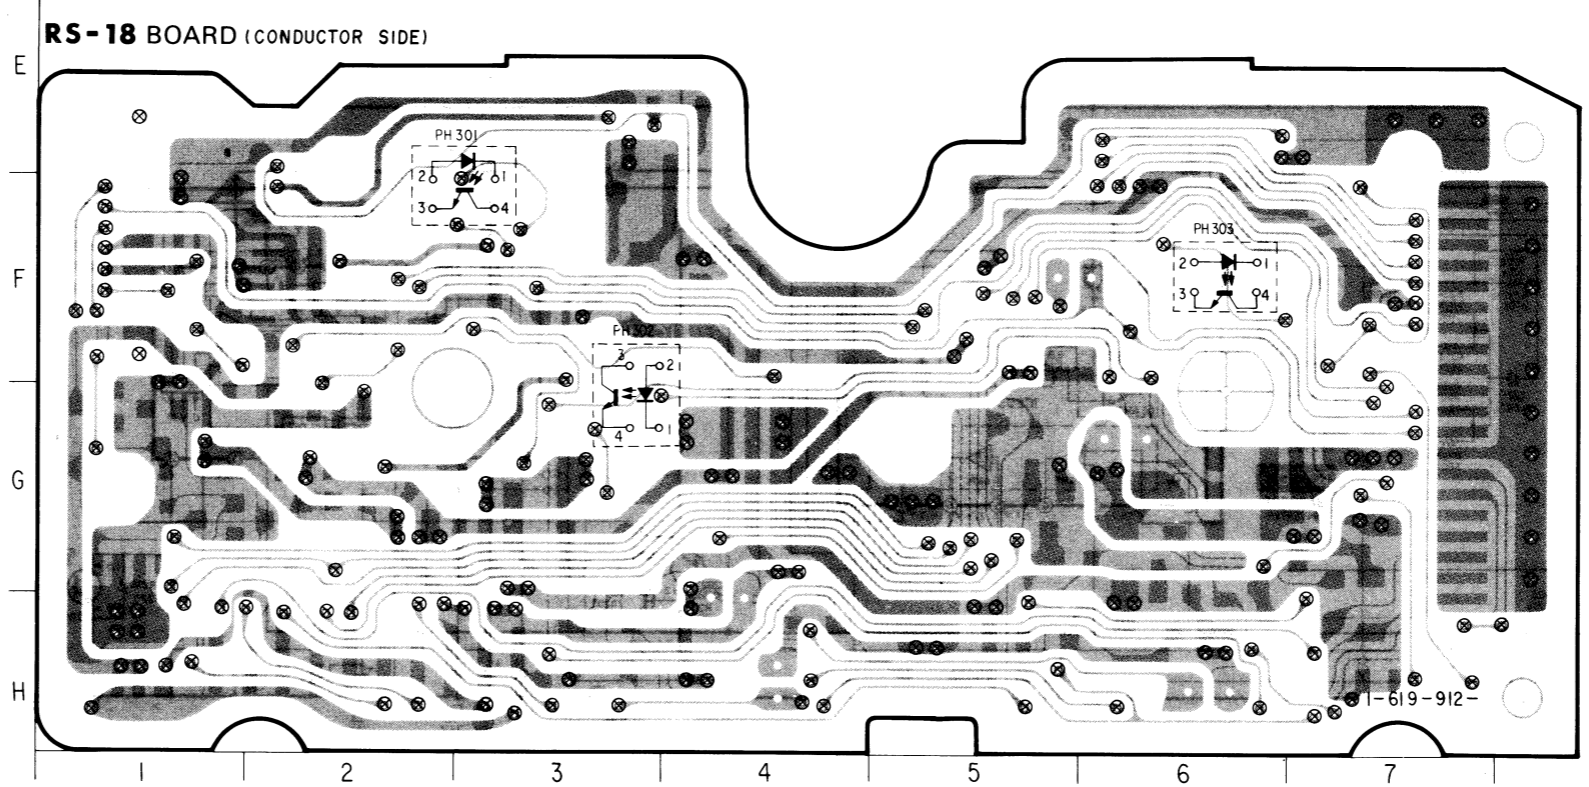 RS-18 BOARD (CONDUCTOR SIDE)
E
PH301
2 1
3 4
F
PH303
2 1
3 4
PH302
3 2
4 1
G
H
1-619-912-
1 2 3 4 5 6 7